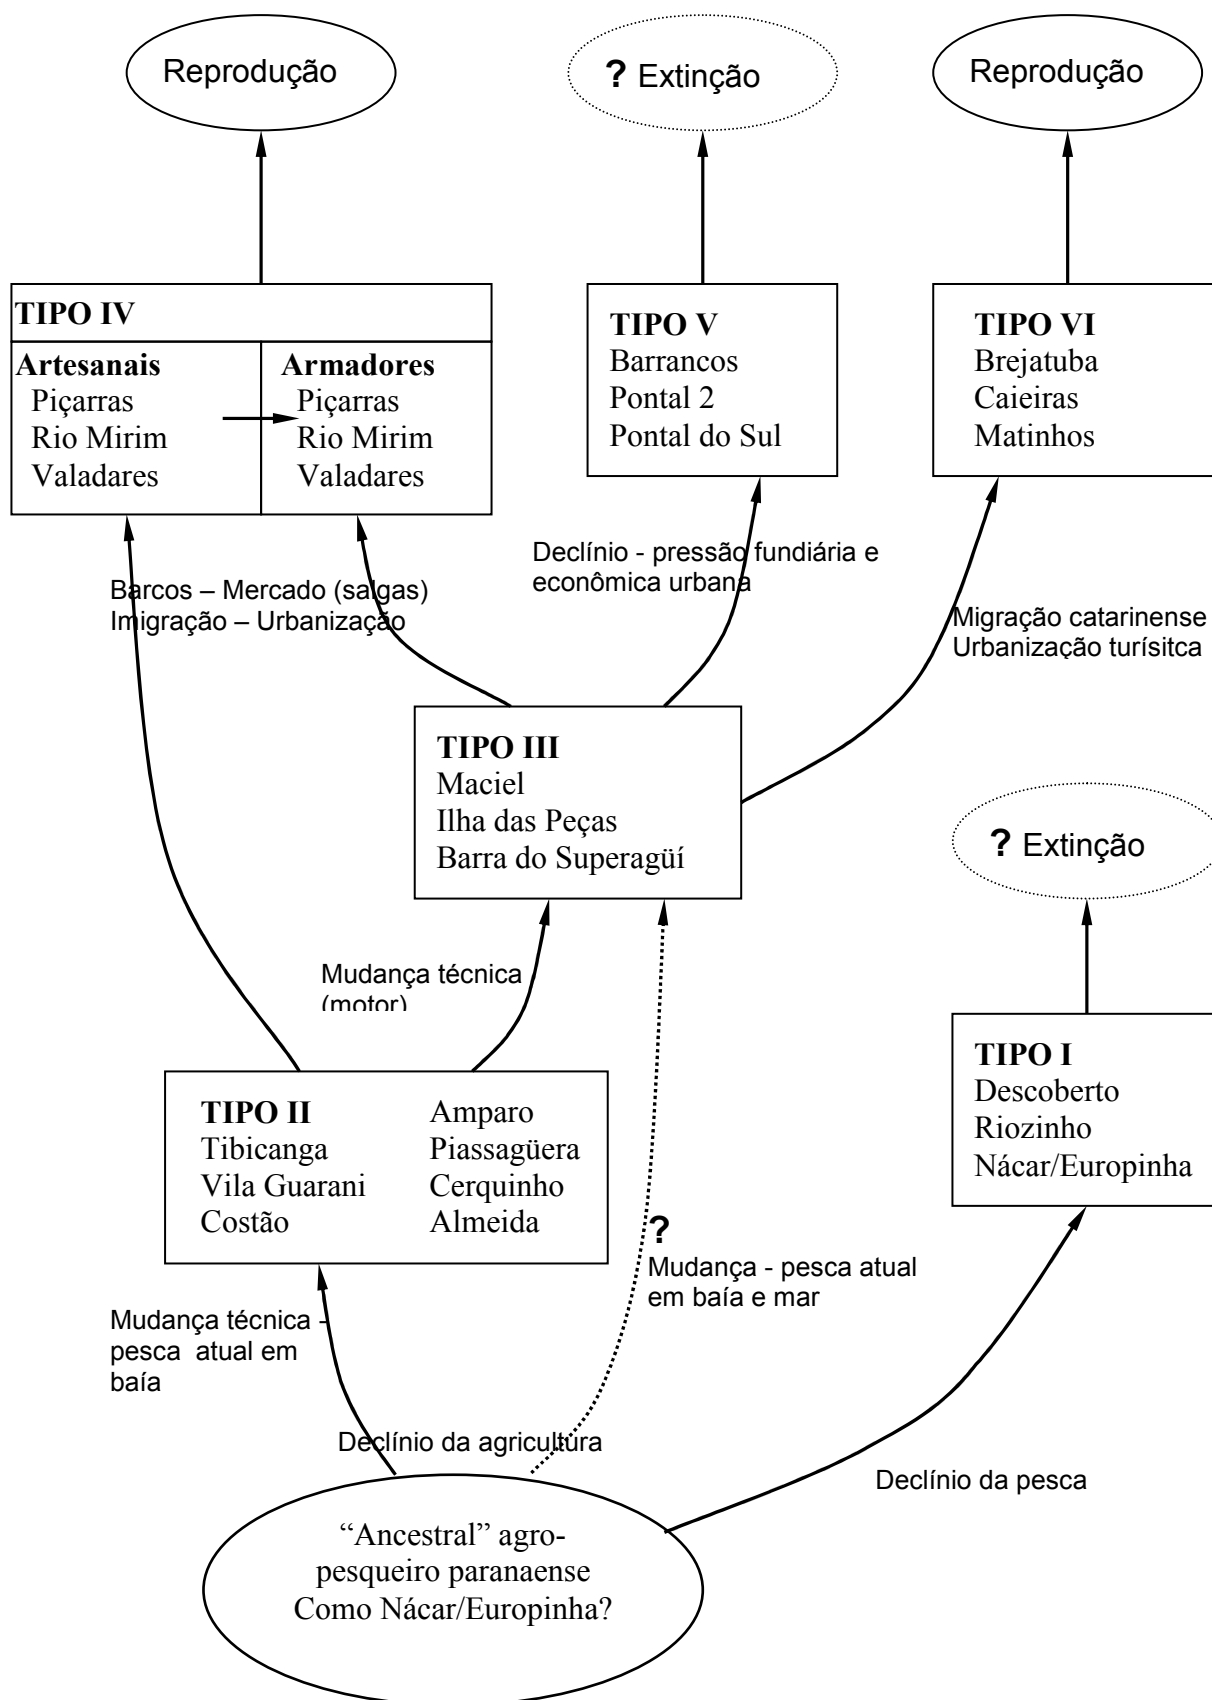 Reprodução
? Extinção
Reprodução
TIPO IV
Artesanais
Piçarras
Rio Mirim
Valadares
Armadores
Piçarras
Rio Mirim
Valadares
TIPO V
Barrancos
Pontal 2
Pontal do Sul
TIPO VI
Brejatuba
Caieiras
Matinhos
Barcos – Mercado (salgas)
Imigração – Urbanização
Declínio - pressão fundiária e
econômica urbana
Migração catarinense
Urbanização turísitca
TIPO III
Maciel
Ilha das Peças
Barra do Superagüí
? Extinção
Mudança técnica
(motor)
TIPO I
Descoberto
Riozinho
Nácar/Europinha
TIPO II
Tibicanga
Vila Guarani
Costão
Amparo
Piassagüera
Cerquinho
Almeida
?
Mudança - pesca atual
em baía e mar
Mudança técnica -
pesca atual em
baía
Declínio da agricultura
Declínio da pesca
“Ancestral” agro-
pesqueiro paranaense
Como Nácar/Europinha?